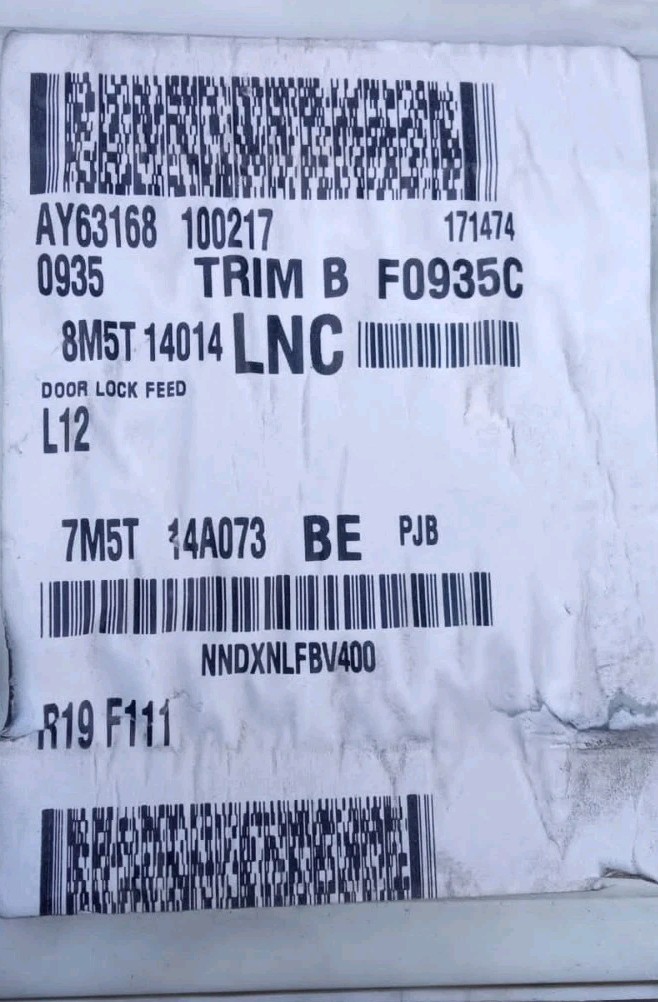 AY63168 100217 171474
0935 TRIM B F0935C
8M5T 14014 LNC
DOOR LOCK FEED
L12
7M5T 14A073 BE PJB
NNDXNLFBV400
R19 F111